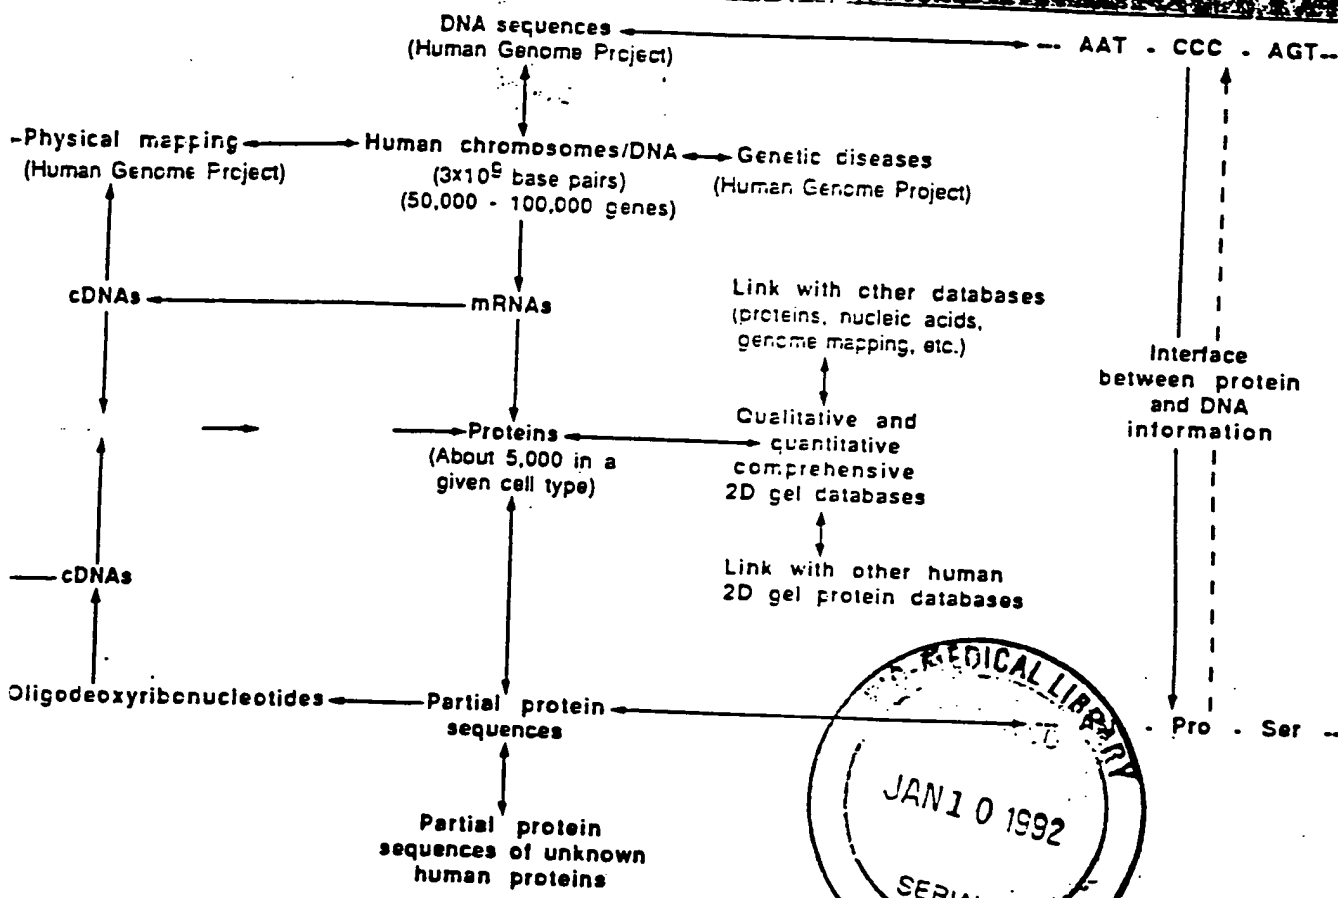 DNA sequences
(Human Genome Project)
--- AAT - CCC - AGT--
Physical mapping
(Human Genome Project)
Human chromosomes/DNA
(3x10⁹ base pairs)
(50,000 - 100,000 genes)
Genetic diseases
(Human Genome Project)
cDNAs
mRNAs
Link with other databases
(proteins, nucleic acids,
genome mapping, etc.)
Interface
between protein
and DNA
information
Proteins
(About 5,000 in a
given cell type)
Qualitative and
quantitative
comprehensive
2D gel databases
cDNAs
Link with other human
2D gel protein databases
Oligodeoxyribonucleotides
Partial protein
sequences
- Pro - Ser --
Partial protein
sequences of unknown
human proteins
MEDICAL LIBRARY
JAN 10 1992